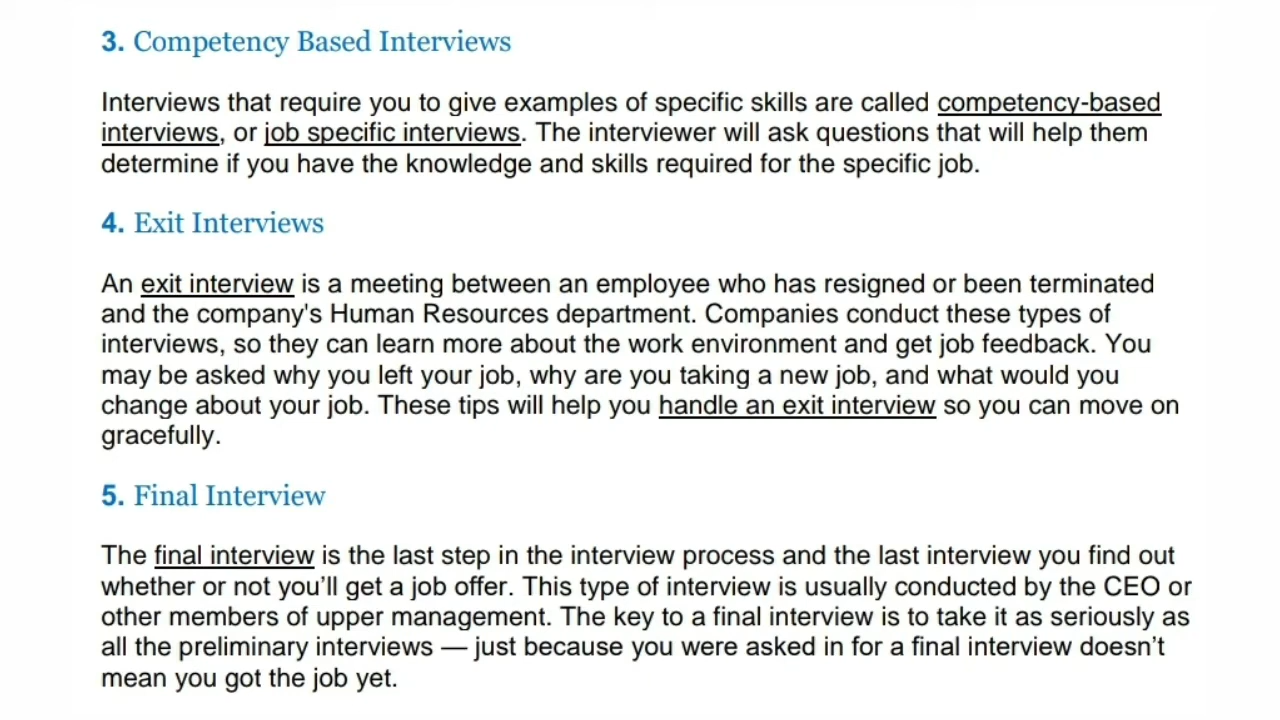 3. Competency Based Interviews
Interviews that require you to give examples of specific skills are called competency-based
interviews, or job specific interviews. The interviewer will ask questions that will help them
determine if you have the knowledge and skills required for the specific job.
4. Exit Interviews
An exit interview is a meeting between an employee who has resigned or been terminated
and the company's Human Resources department. Companies conduct these types of
interviews, so they can learn more about the work environment and get job feedback. You
may be asked why you left your job, why are you taking a new job, and what would you
change about your job. These tips will help you handle an exit interview so you can move on
gracefully.
5. Final Interview
The final interview is the last step in the interview process and the last interview you find out
whether or not you’ll get a job offer. This type of interview is usually conducted by the CEO or
other members of upper management. The key to a final interview is to take it as seriously as
all the preliminary interviews — just because you were asked in for a final interview doesn’t
mean you got the job yet.